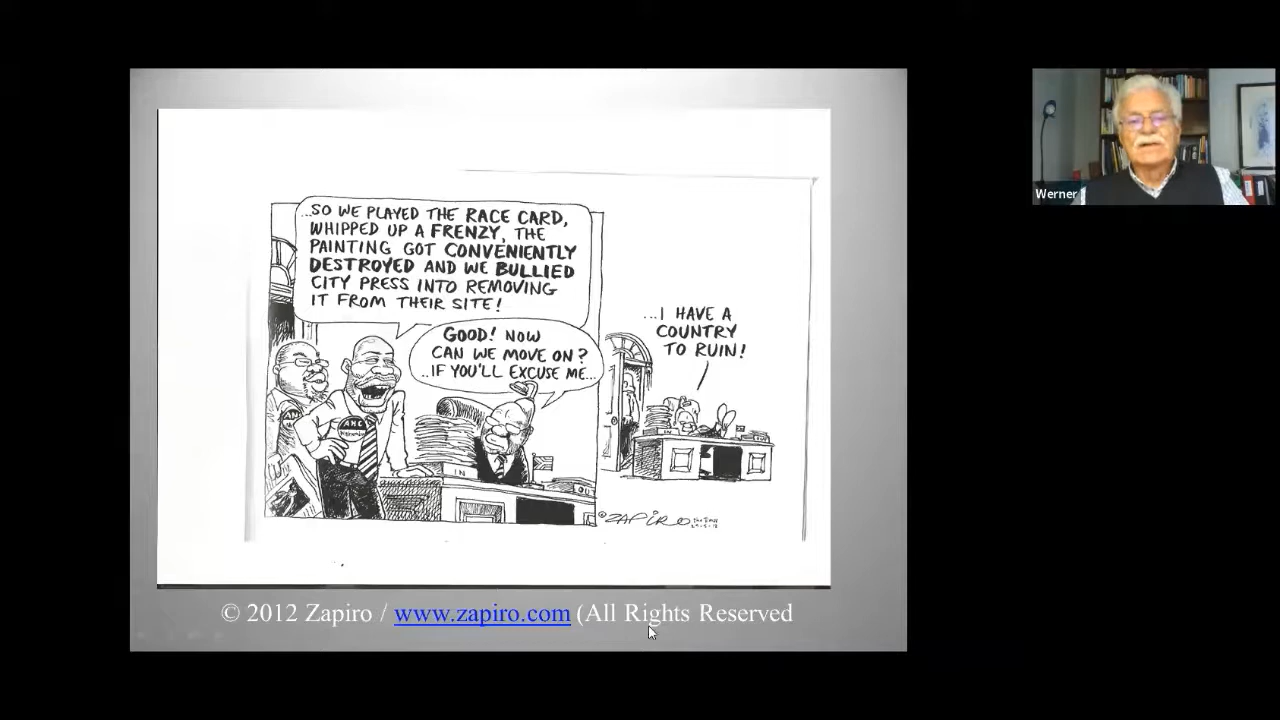 ...SO WE PLAYED THE RACE CARD,
WHIPPED UP A FRENZY, THE
PAINTING GOT CONVENIENTLY
DESTROYED AND WE BULLIED
CITY PRESS INTO REMOVING
IT FROM THEIR SITE!
GOOD! NOW
CAN WE MOVE ON?
..IF YOU'LL EXCUSE ME...
ANC
IN
...I HAVE A
COUNTRY
TO RUIN!
© ZAPIRO
© 2012 Zapiro / www.zapiro.com (All Rights Reserved
Werner